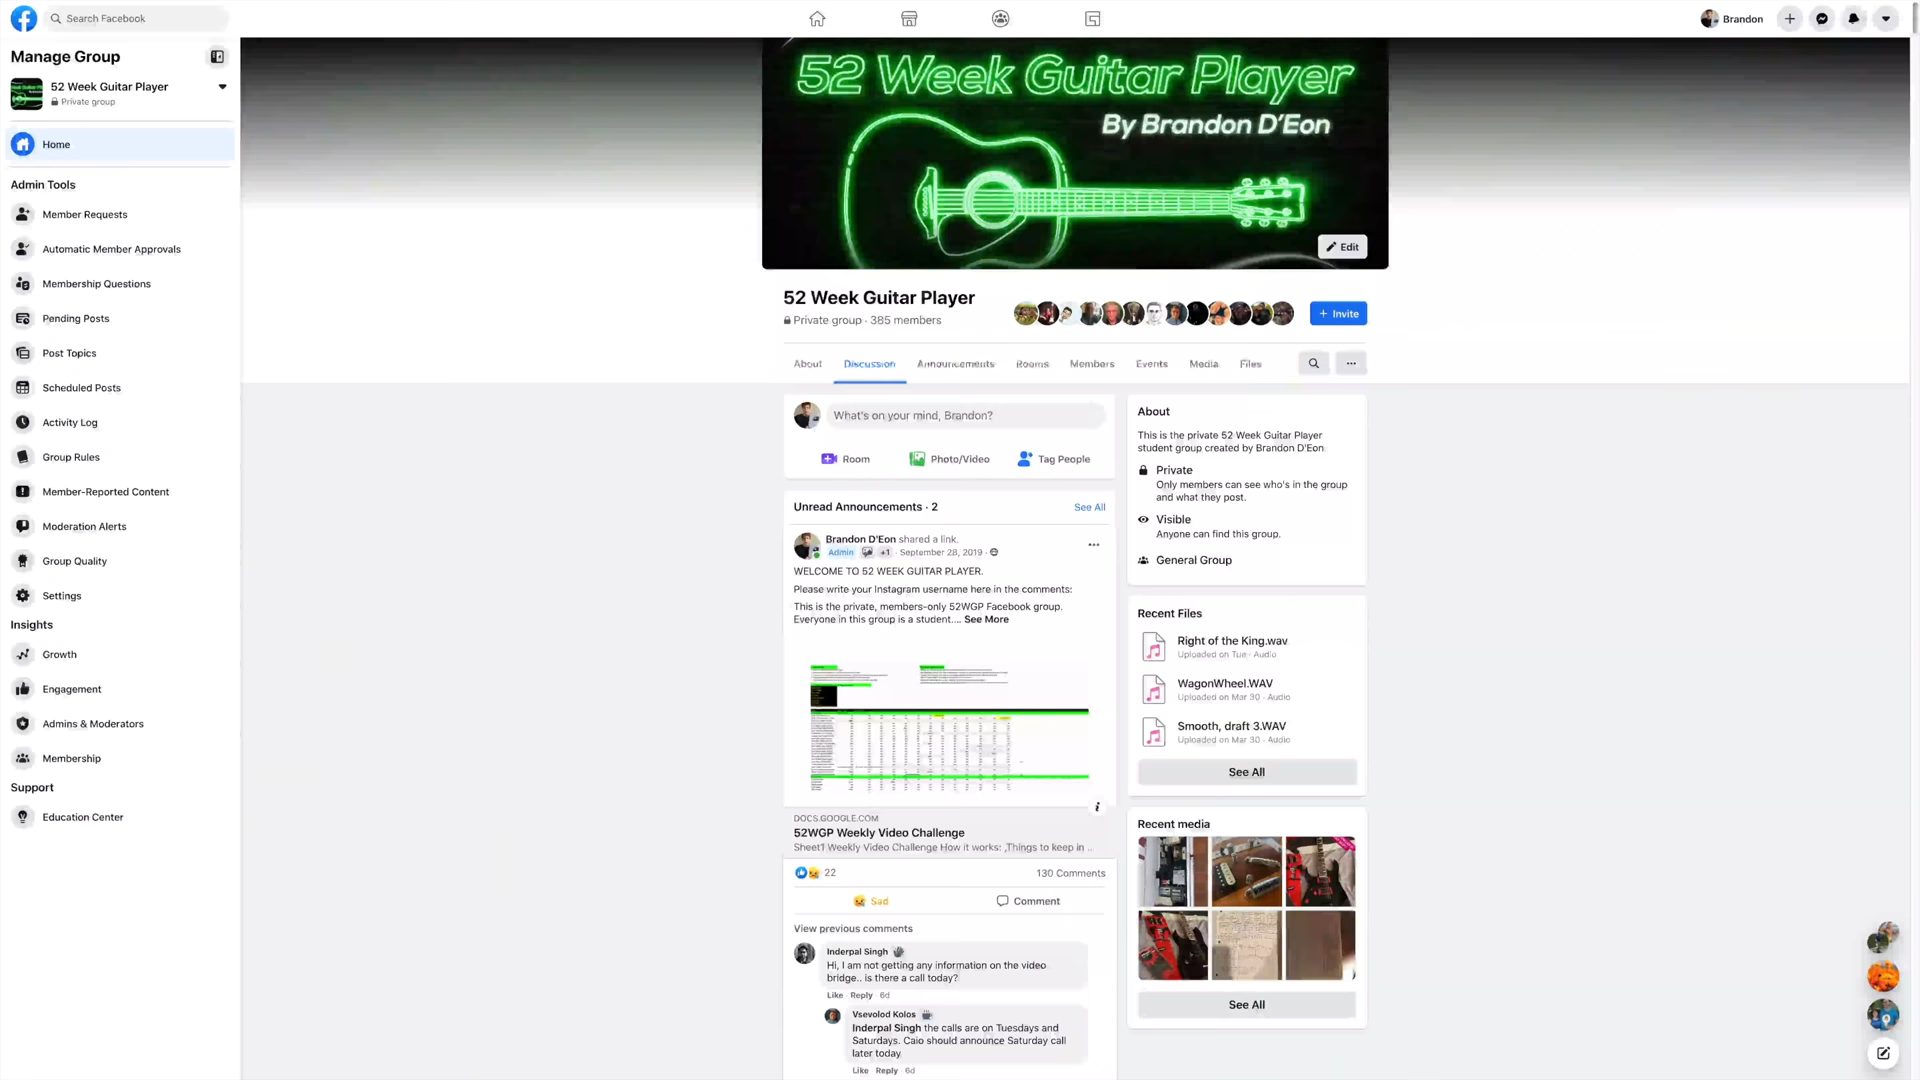 Search Facebook
Brandon
Manage Group
52 Week Guitar Player
Private group
Home
Admin Tools
Member Requests
Automatic Member Approvals
Membership Questions
Pending Posts
Post Topics
Scheduled Posts
Activity Log
Group Rules
Member-Reported Content
Moderation Alerts
Group Quality
Settings
Insights
Growth
Engagement
Admins & Moderators
Membership
Support
Education Center
52 Week Guitar Player
By Brandon D'Eon
Edit
52 Week Guitar Player
Private group · 385 members
+ Invite
About Discussion Announcements Rooms Members Events Media Files
What's on your mind, Brandon?
Room Photo/Video Tag People
Unread Announcements · 2
See All
Brandon D'Eon shared a link.
Admin +1 · September 28, 2019 ·
WELCOME TO 52 WEEK GUITAR PLAYER.
Please write your Instagram username here in the comments:
This is the private, members-only 52WGP Facebook group.
Everyone in this group is a student.... See More
DOCS.GOOGLE.COM
52WGP Weekly Video Challenge
Sheet1 Weekly Video Challenge How it works: ,Things to keep in ...
22
130 Comments
Sad
Comment
View previous comments
Inderpal Singh
Hi, I am not getting any information on the video
bridge.. is there a call today?
Like · Reply · 6d
Vsevolod Kolos
Inderpal Singh the calls are on Tuesdays and
Saturdays. Caio should announce Saturday call
later today
Like · Reply · 6d
About
This is the private 52 Week Guitar Player
student group created by Brandon D'Eon
Private
Only members can see who's in the group
and what they post.
Visible
Anyone can find this group.
General Group
Recent Files
Right of the King.wav
Uploaded on Tue · Audio
WagonWheel.WAV
Uploaded on Mar 30 · Audio
Smooth, draft 3.WAV
Uploaded on Mar 30 · Audio
See All
Recent media
See All